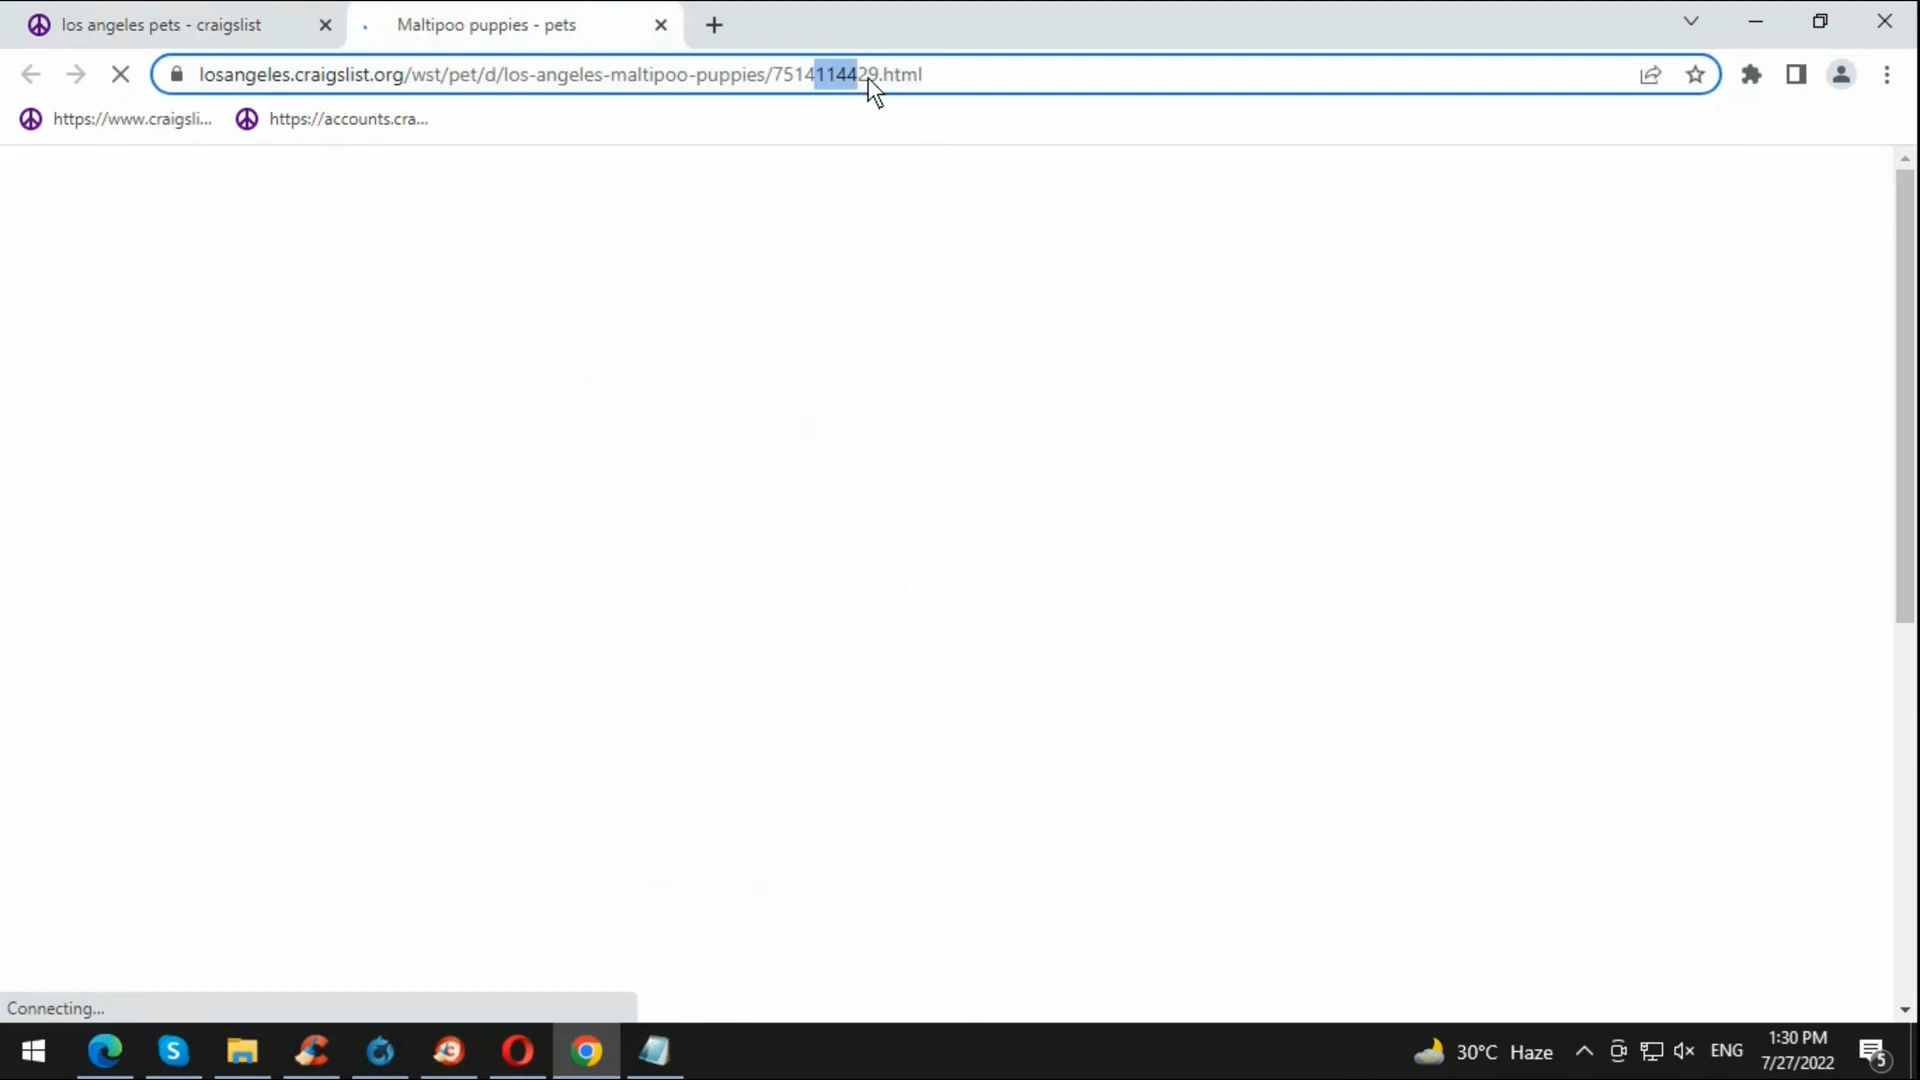 los angeles pets - craigslist
Maltipoo puppies - pets
losangeles.craigslist.org/wst/pet/d/los-angeles-maltipoo-puppies/7514114429.html
https://www.craigsli...
https://accounts.cra...
Connecting...
30°C Haze
ENG
1:30 PM
7/27/2022
5